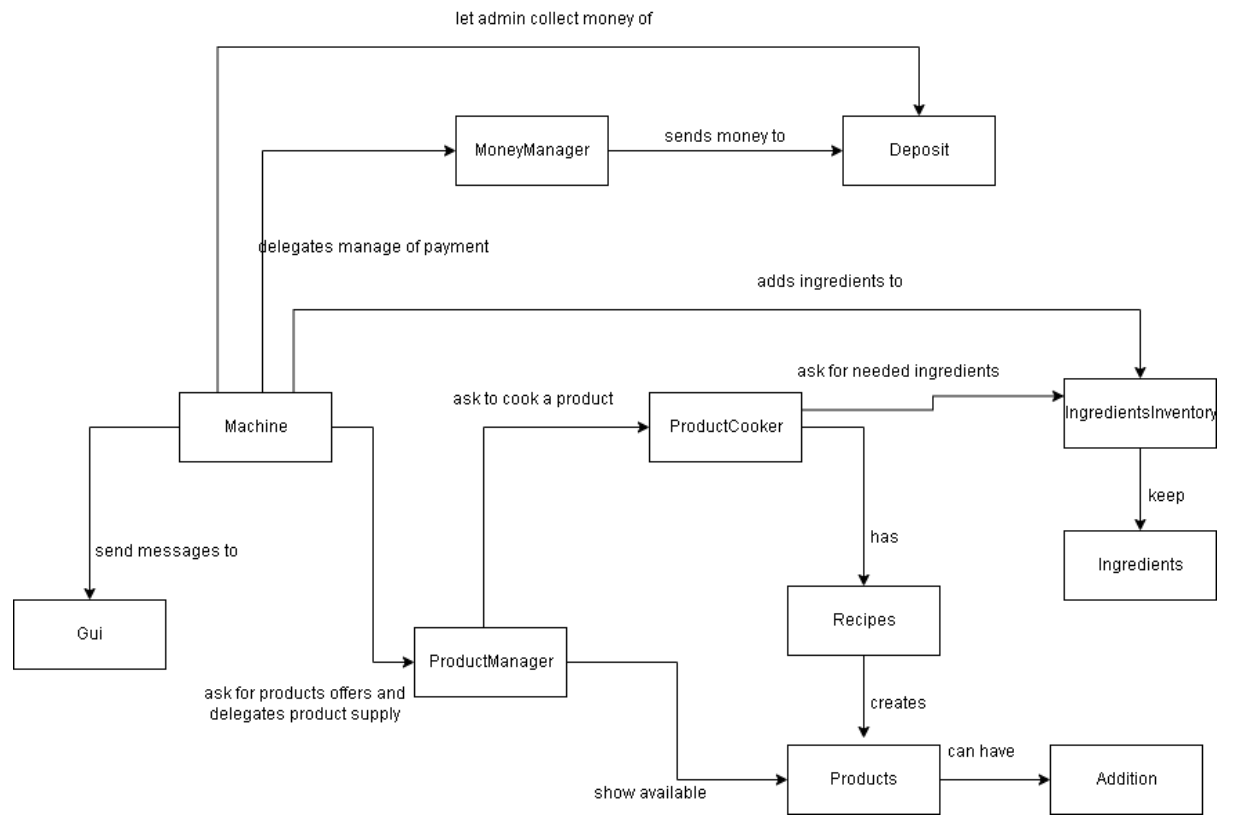 let admin collect money of
MoneyManager
sends money to
Deposit
delegates manage of payment
adds ingredients to
ask for needed ingredients
ask to cook a product
Machine
ProductCooker
IngredientsInventory
keep
send messages to
has
Ingredients
Gui
Recipes
ProductManager
ask for products offers and
delegates product supply
creates
can have
Products
Addition
show available